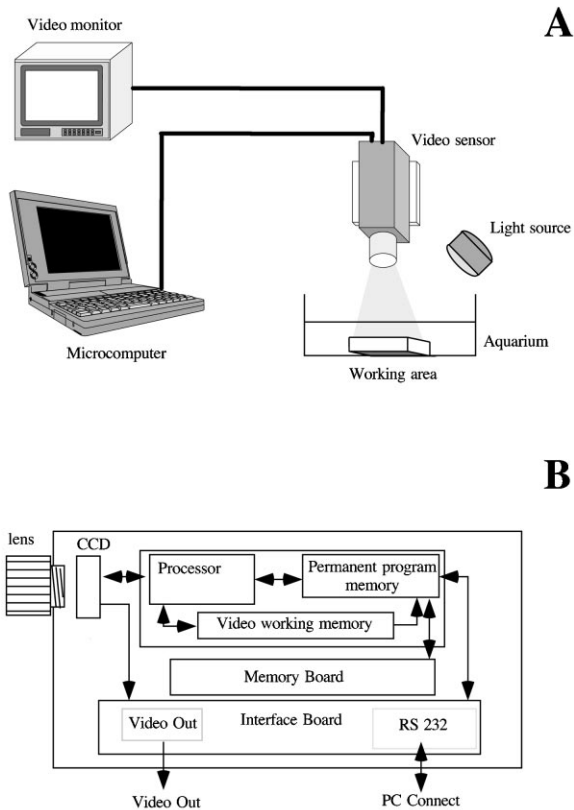 Video monitor
A
Video sensor
Light source
Microcomputer
Aquarium
Working area
B
lens
CCD
Processor
Permanent program
memory
Video working memory
Memory Board
Video Out
Interface Board
RS 232
Video Out
PC Connect